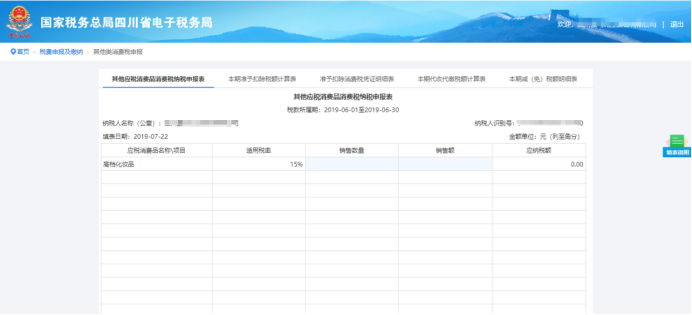 国家税务总局四川省电子税务局
欢迎, | 退出
首页 > 税费申报及缴纳 > 其他类消费税申报
其他应税消费品消费税纳税申报表 本期准予扣除税额计算表 准予扣除消费税凭证明细表 本期代收代缴税额计算表 本期减（免）税额明细表
其他应税消费品消费税纳税申报表
税款所属期：2019-06-01至2019-06-30
纳税人名称（公章）： 纳税人识别号：
填表日期：2019-07-22 金额单位：元（列至角分）
应税消费品名称\项目 适用税率 销售数量 销售额 应纳税额
高档化妆品 15% 0.00
填表说明